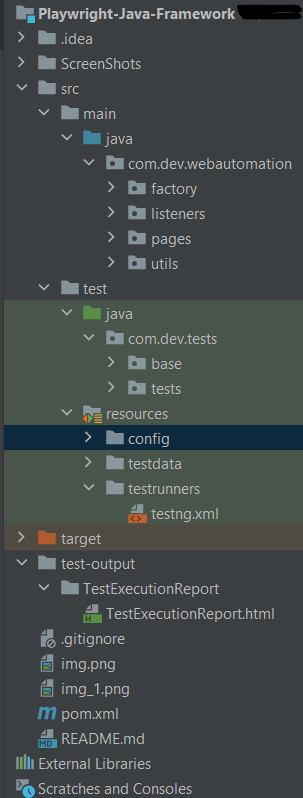 Playwright-Java-Framework
.idea
ScreenShots
src
main
java
com.dev.webautomation
factory
listeners
pages
utils
test
java
com.dev.tests
base
tests
resources
config
testdata
testrunners
testng.xml
target
test-output
TestExecutionReport
H TestExecutionReport.html
.gitignore
img.png
img_1.png
m pom.xml
MD README.md
External Libraries
Scratches and Consoles